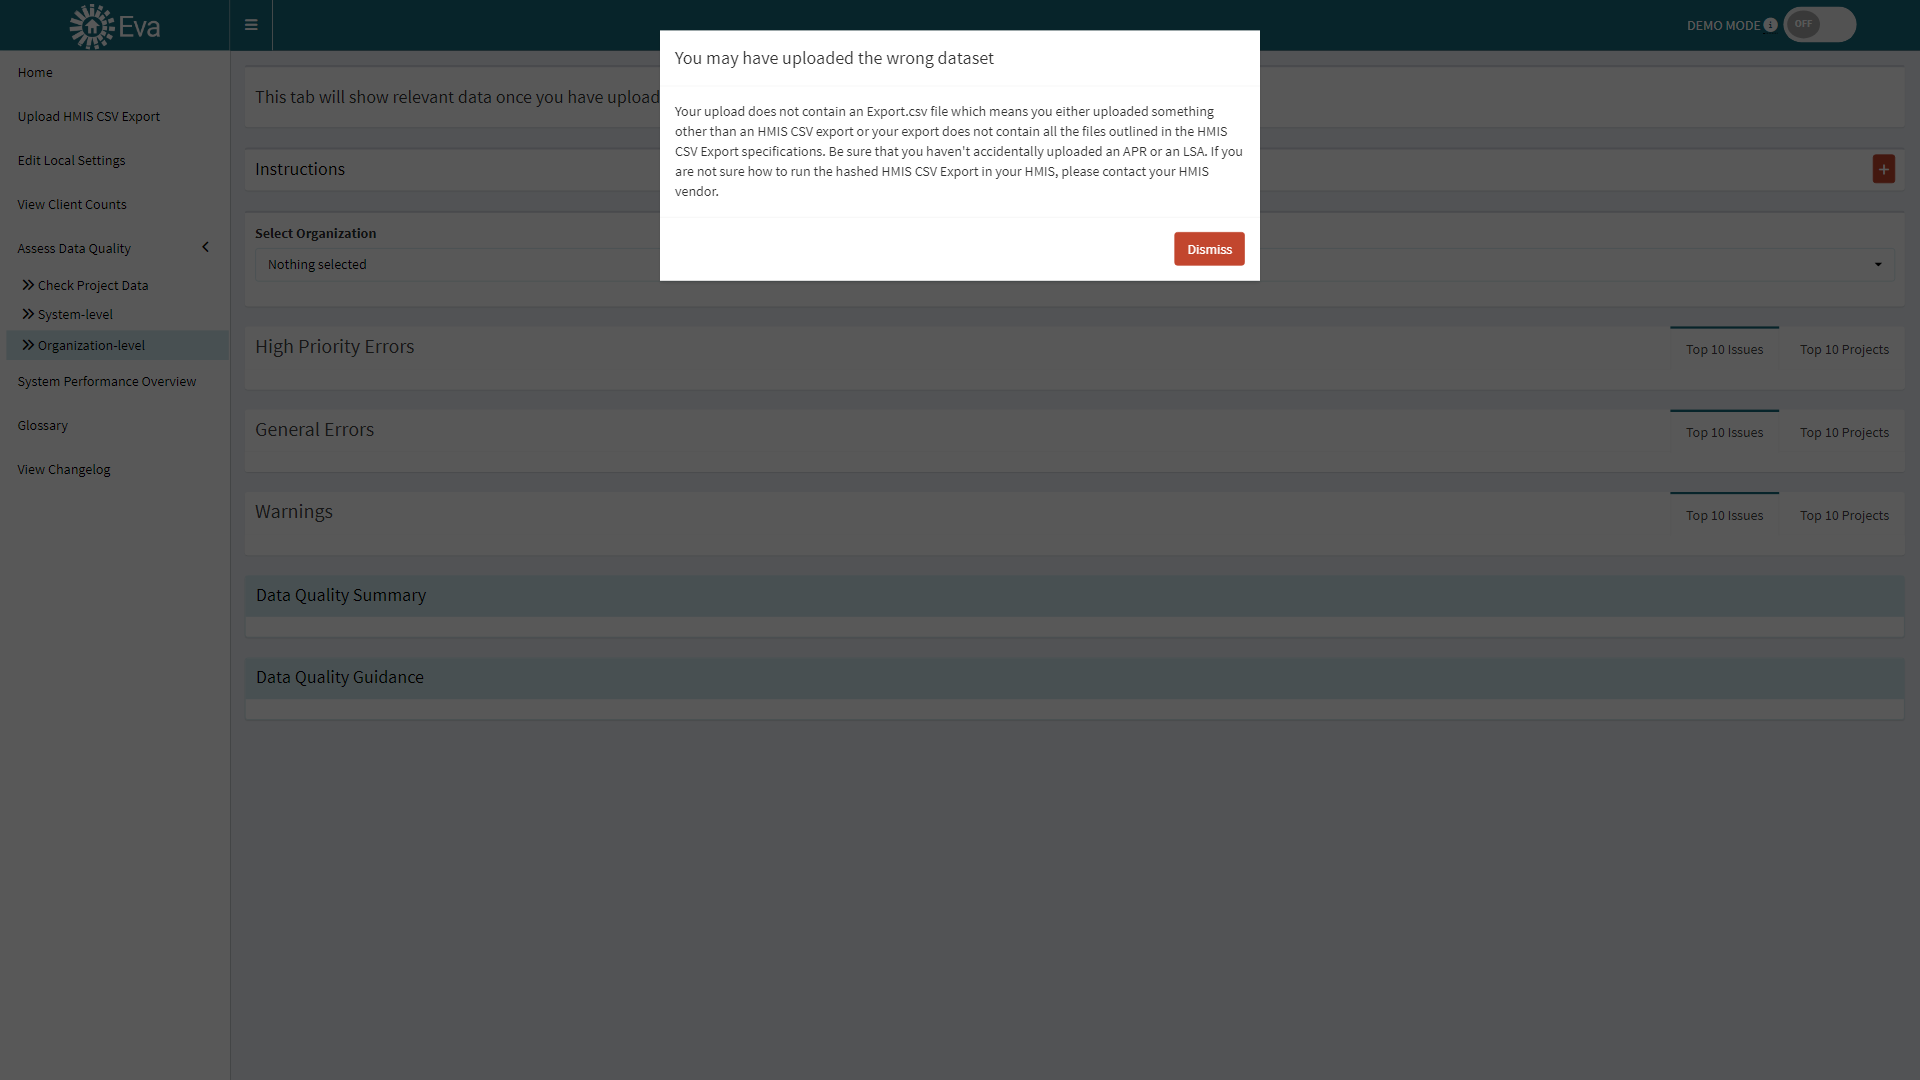 Eva
DEMO MODE
OFF
Home
Upload HMIS CSV Export
Edit Local Settings
View Client Counts
Assess Data Quality
Check Project Data
System-level
Organization-level
System Performance Overview
Glossary
View Changelog
You may have uploaded the wrong dataset
Your upload does not contain an Export.csv file which means you either uploaded something
other than an HMIS CSV export or your export does not contain all the files outlined in the HMIS
CSV Export specifications. Be sure that you haven't accidentally uploaded an APR or an LSA. If you
are not sure how to run the hashed HMIS CSV Export in your HMIS, please contact your HMIS
vendor.
Dismiss
This tab will show relevant data once you have upload
Instructions
Select Organization
Nothing selected
High Priority Errors
Top 10 Issues
Top 10 Projects
General Errors
Top 10 Issues
Top 10 Projects
Warnings
Top 10 Issues
Top 10 Projects
Data Quality Summary
Data Quality Guidance